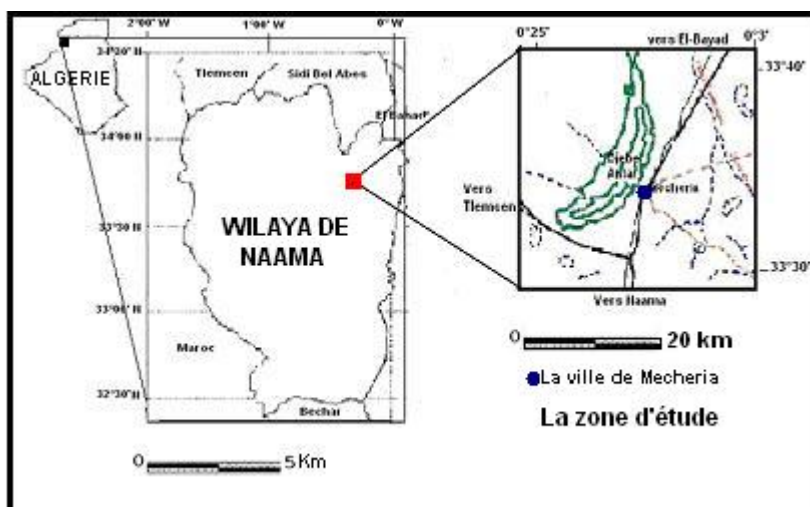 2°00' W
1°00' W
0° W
34°30' N
34°00' N
33°30' N
33°00' N
32°30' N
ALGERIE
Tlemcen
Sidi Bel Abes
WILAYA DE
NAAMA
Maroc
Bechar
0
5 Km
0°25
0°3
vers El-Bayad
33°40'
33°30'
Djebel
Antar
Mecheria
Vers
Tlemcen
Vers Naama
0
20 km
La ville de Mecheria
La zone d'étude